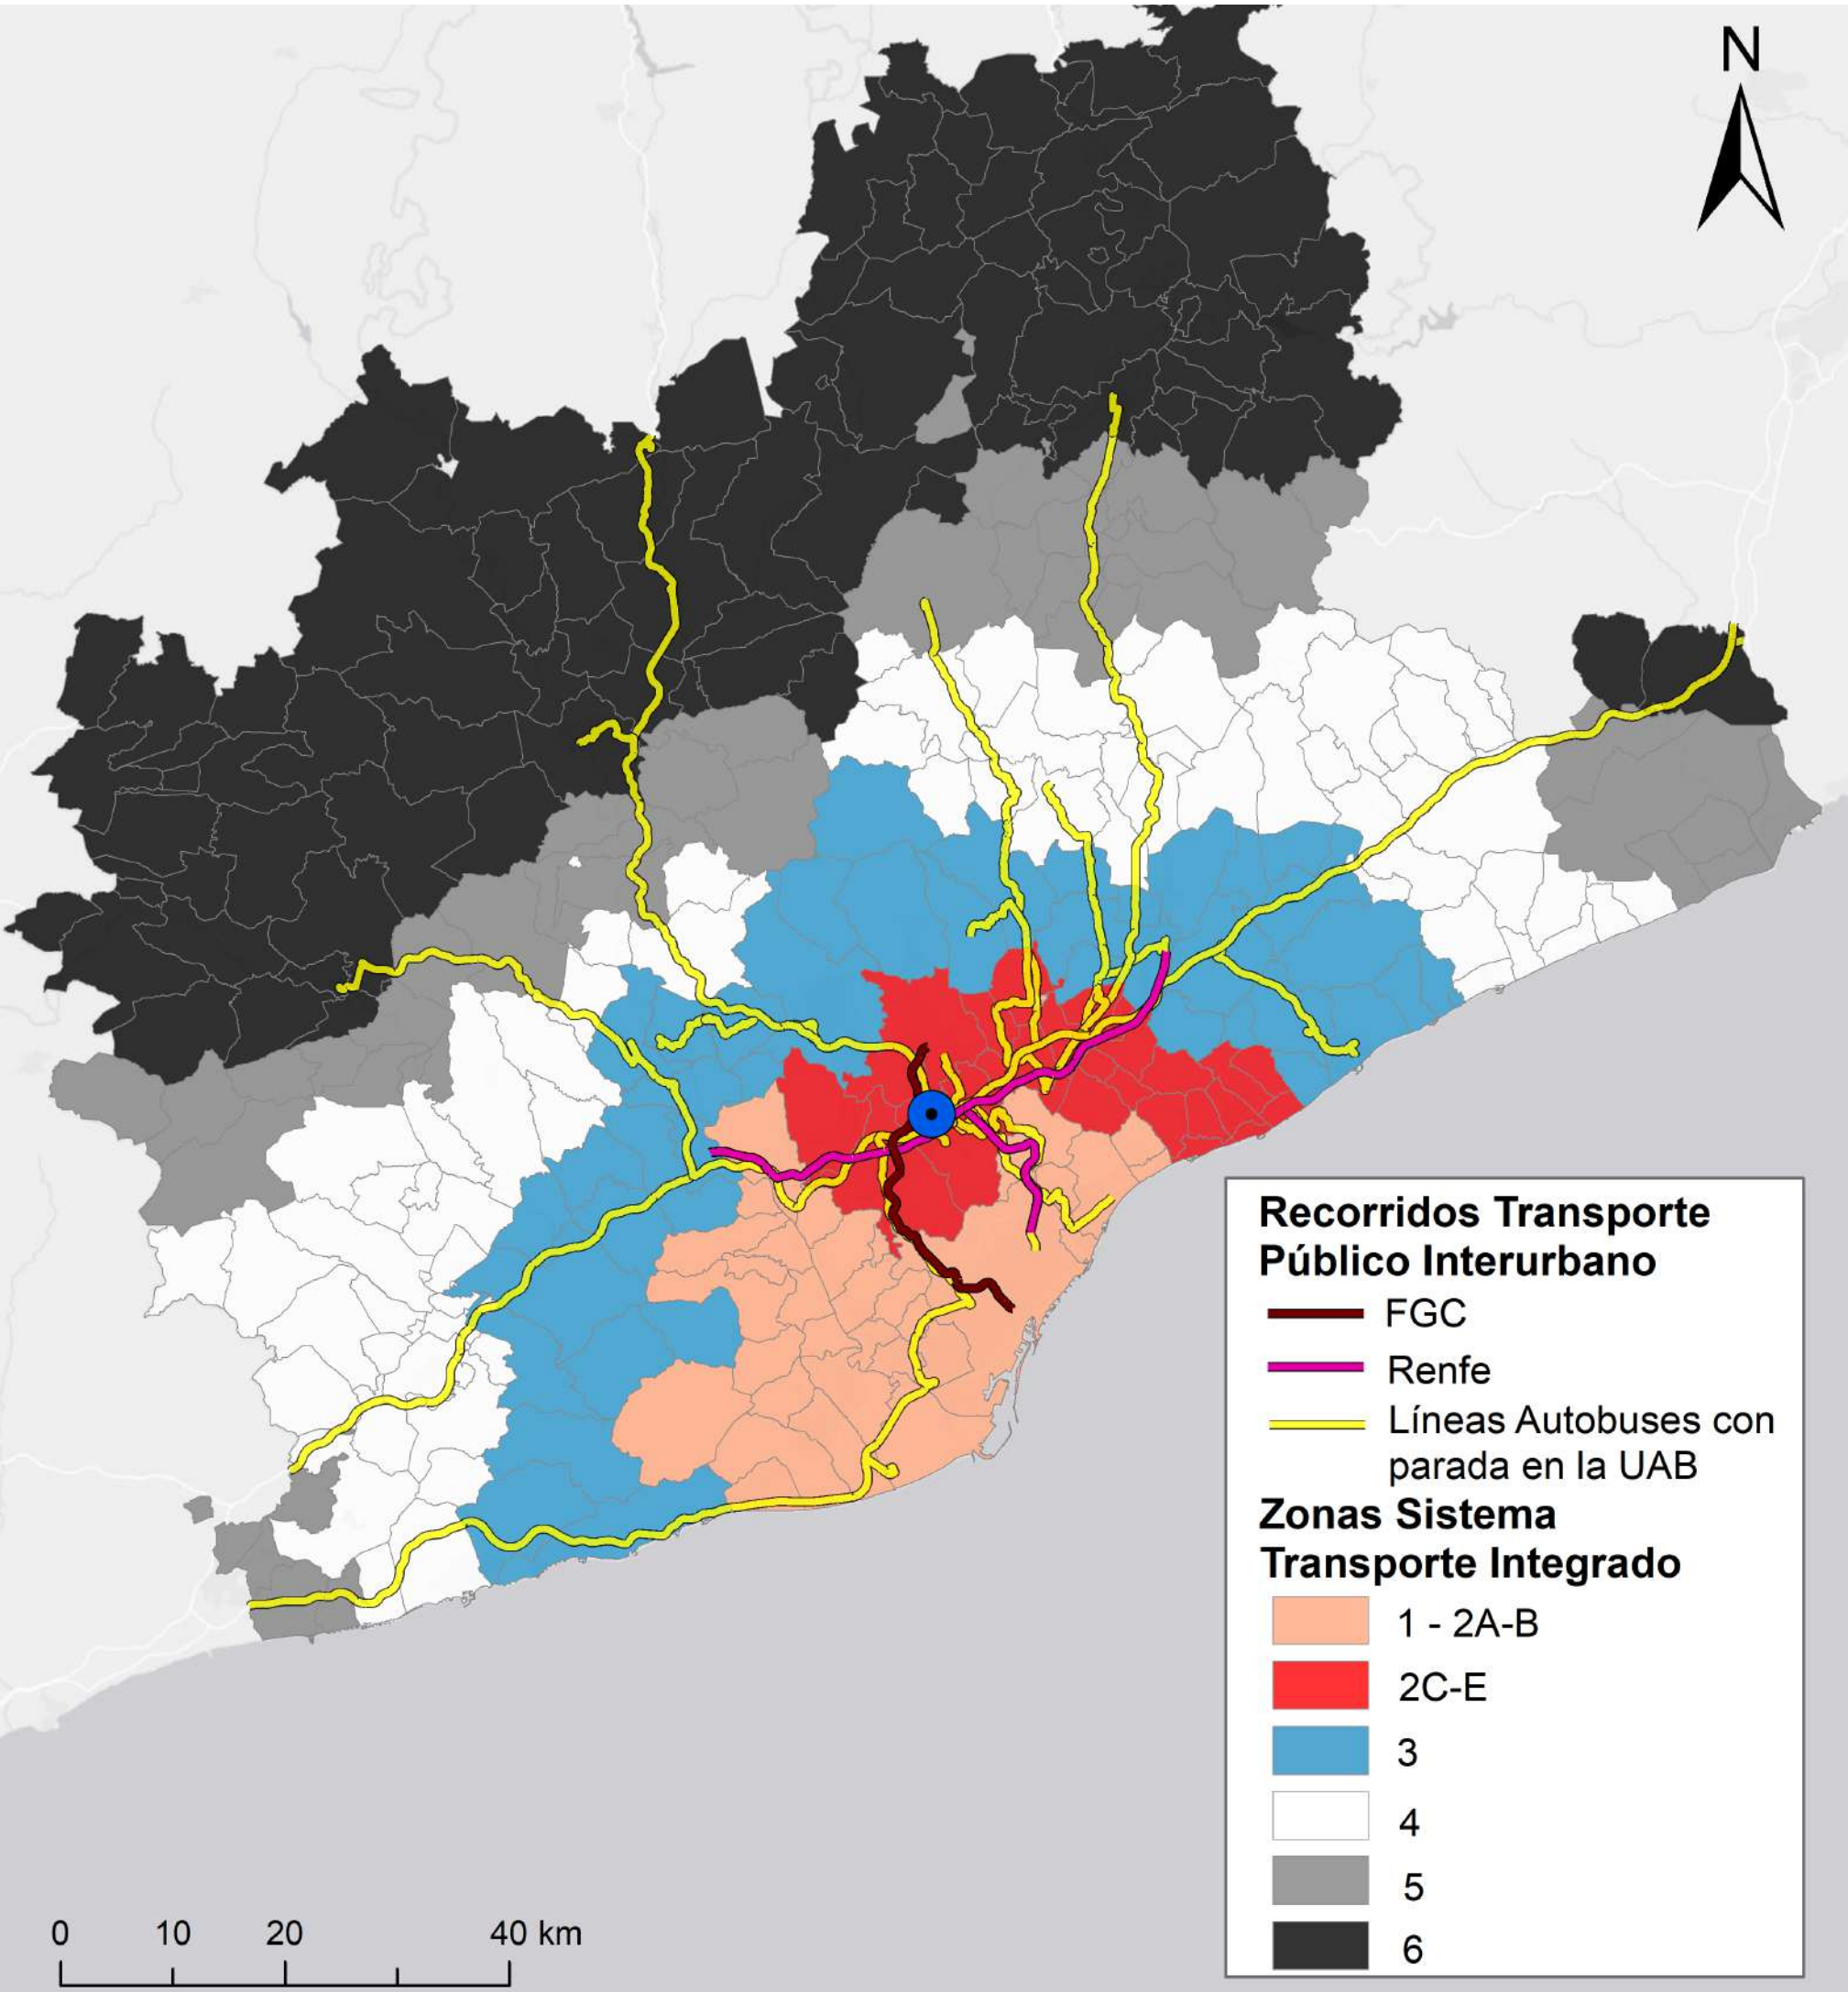 N
Recorridos Transporte
Público Interurbano
FGC
Renfe
Líneas Autobuses con
parada en la UAB
Zonas Sistema
Transporte Integrado
1 - 2A-B
2C-E
3
4
5
6
0 10 20 40 km